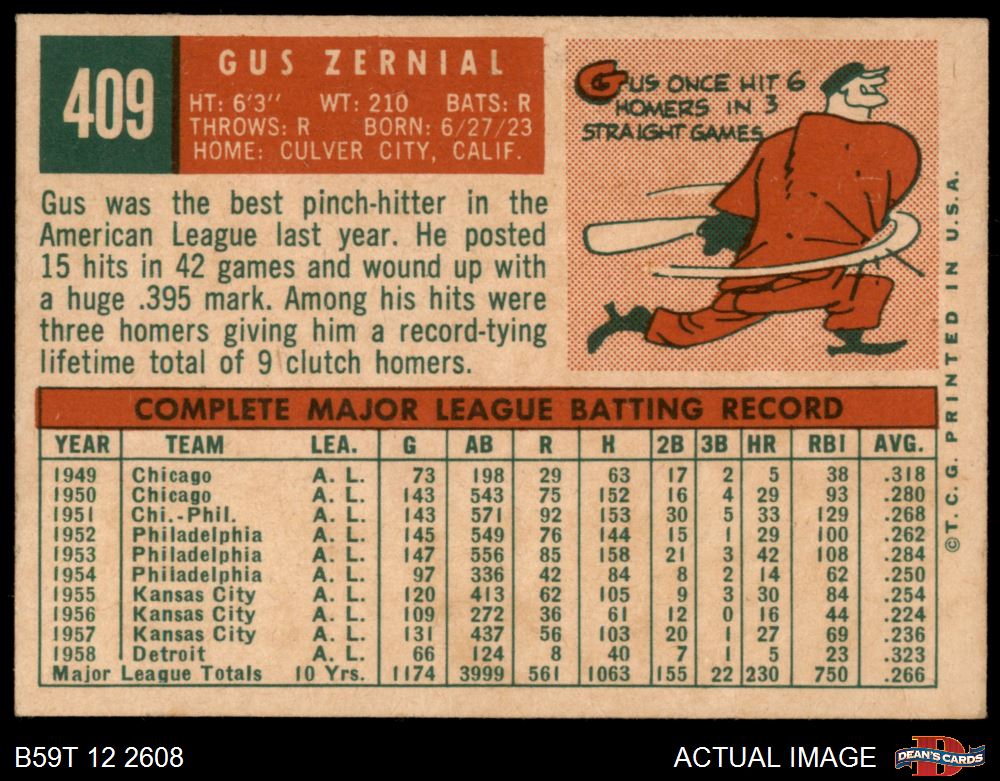 409
GUS ZERNIAL
HT: 6'3" WT: 210 BATS: R
THROWS: R BORN: 6/27/23
HOME: CULVER CITY, CALIF.
GUS ONCE HIT 6
HOMERS IN 3
STRAIGHT GAMES
Gus was the best pinch-hitter in the
American League last year. He posted
15 hits in 42 games and wound up with
a huge .395 mark. Among his hits were
three homers giving him a record-tying
lifetime total of 9 clutch homers.
COMPLETE MAJOR LEAGUE BATTING RECORD
YEAR TEAM LEA. G AB R H 2B 3B HR RBI AVG.
1949 Chicago A. L. 73 198 29 63 17 2 5 38 .318
1950 Chicago A. L. 143 543 75 152 16 4 29 93 .280
1951 Chi.-Phil. A. L. 143 571 92 153 30 5 33 129 .268
1952 Philadelphia A. L. 145 549 76 144 15 1 29 100 .262
1953 Philadelphia A. L. 147 556 85 158 21 3 42 108 .284
1954 Philadelphia A. L. 97 336 42 84 8 2 14 62 .250
1955 Kansas City A. L. 120 413 62 105 9 3 30 84 .254
1956 Kansas City A. L. 109 272 36 61 12 0 16 44 .224
1957 Kansas City A. L. 131 437 56 103 20 1 27 69 .236
1958 Detroit A. L. 66 124 8 40 7 1 5 23 .323
Major League Totals 10 Yrs. 1174 3999 561 1063 155 22 230 750 .266
©T. C. G. PRINTED IN U.S.A.
B59T 12 2608
ACTUAL IMAGE
D
DEAN'S CARDS